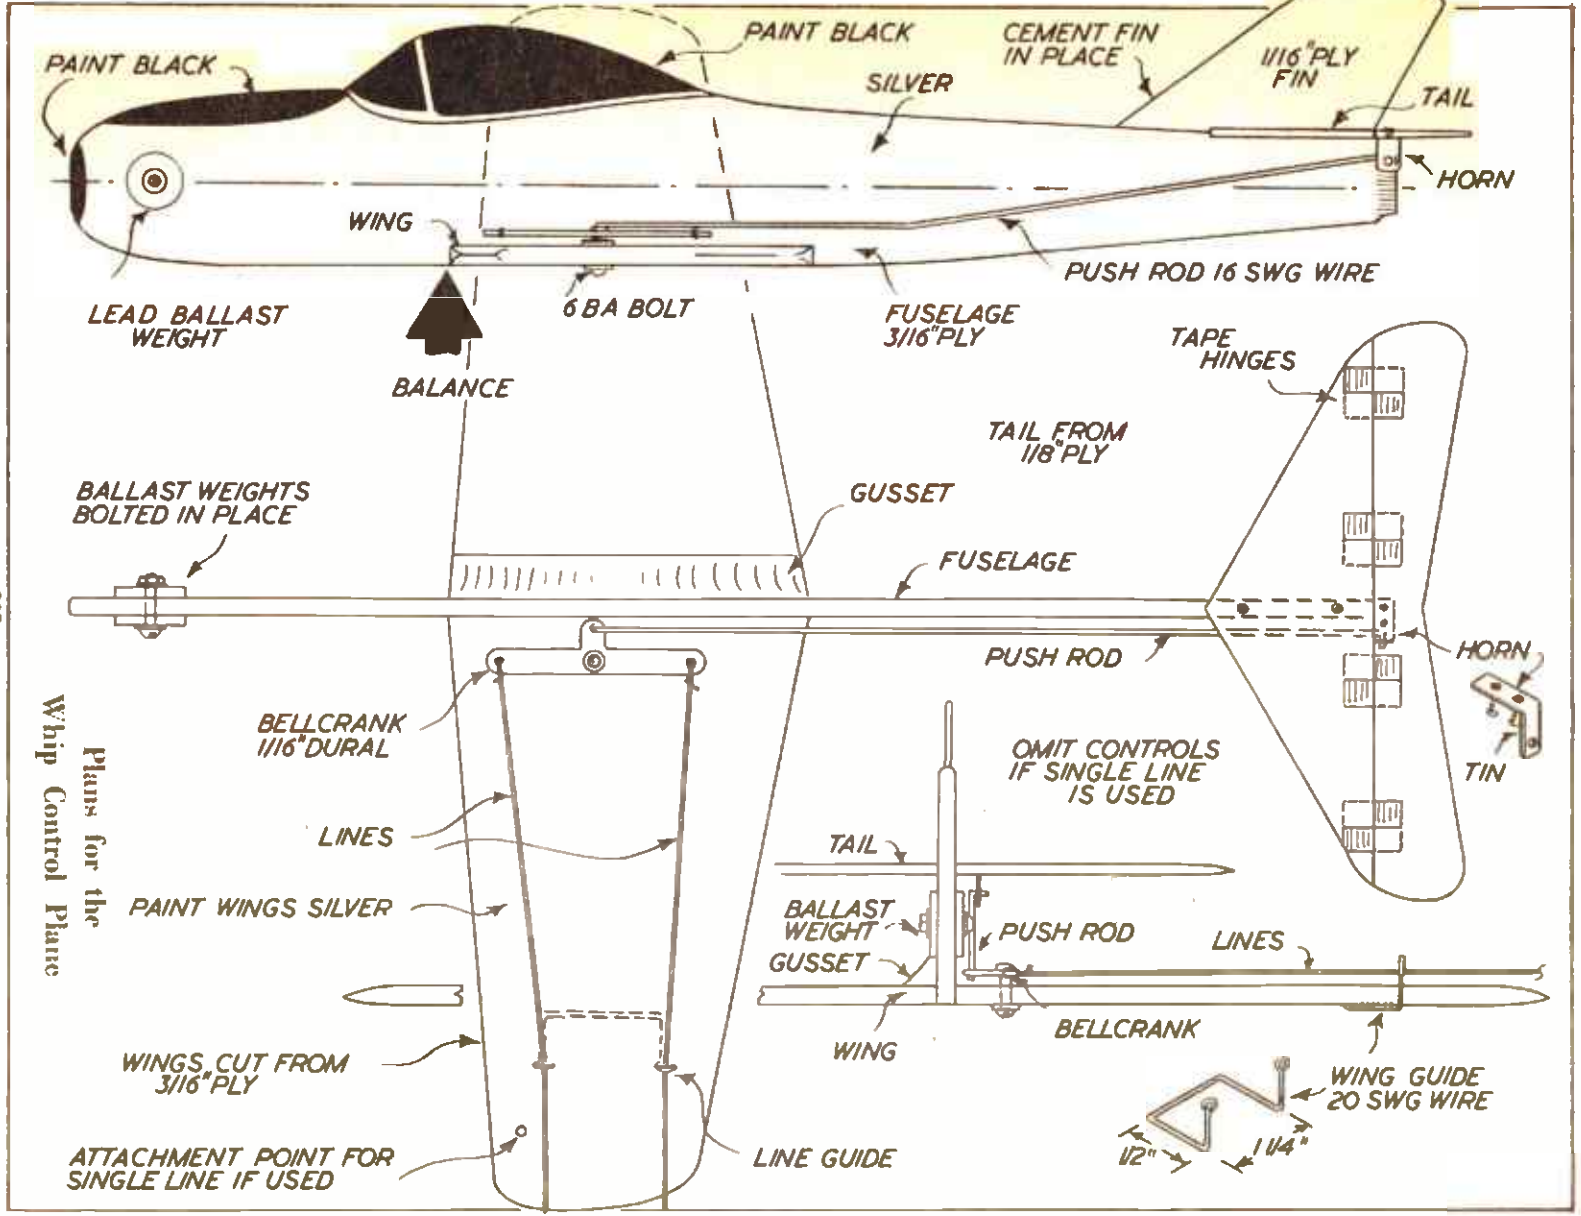 PAINT BLACK
PAINT BLACK
CEMENT FIN
IN PLACE
1/16" PLY
FIN
SILVER
TAIL
HORN
WING
PUSH ROD 16 SWG WIRE
LEAD BALLAST
WEIGHT
6 BA BOLT
FUSELAGE
3/16" PLY
BALANCE
TAPE
HINGES
TAIL FROM
1/8" PLY
BALLAST WEIGHTS
BOLTED IN PLACE
GUSSET
FUSELAGE
PUSH ROD
HORN
BELLCRANK
1/16" DURAL
OMIT CONTROLS
IF SINGLE LINE
IS USED
TIN
LINES
TAIL
PAINT WINGS SILVER
BALLAST
WEIGHT
PUSH ROD
LINES
GUSSET
BELLCRANK
WING
WINGS CUT FROM
3/16" PLY
WING GUIDE
20 SWG WIRE
1/2"
1 1/4"
ATTACHMENT POINT FOR
SINGLE LINE IF USED
LINE GUIDE
Plans for the
Whip Control Plane